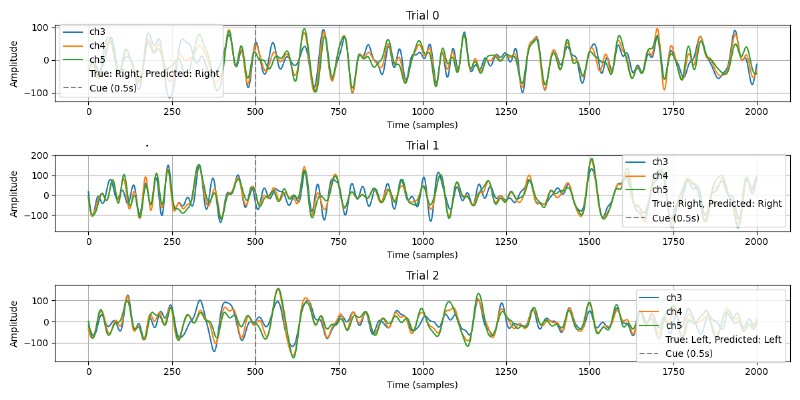 Trial 0
Amplitude
100
0
−100
ch3
ch4
ch5
True: Right, Predicted: Right
Cue (0.5s)
0 250 500 750 1000 1250 1500 1750 2000
Time (samples)
Trial 1
Amplitude
200
100
0
−100
ch3
ch4
ch5
True: Right, Predicted: Right
Cue (0.5s)
0 250 500 750 1000 1250 1500 1750 2000
Time (samples)
Trial 2
Amplitude
100
0
−100
ch3
ch4
ch5
True: Left, Predicted: Left
Cue (0.5s)
0 250 500 750 1000 1250 1500 1750 2000
Time (samples)